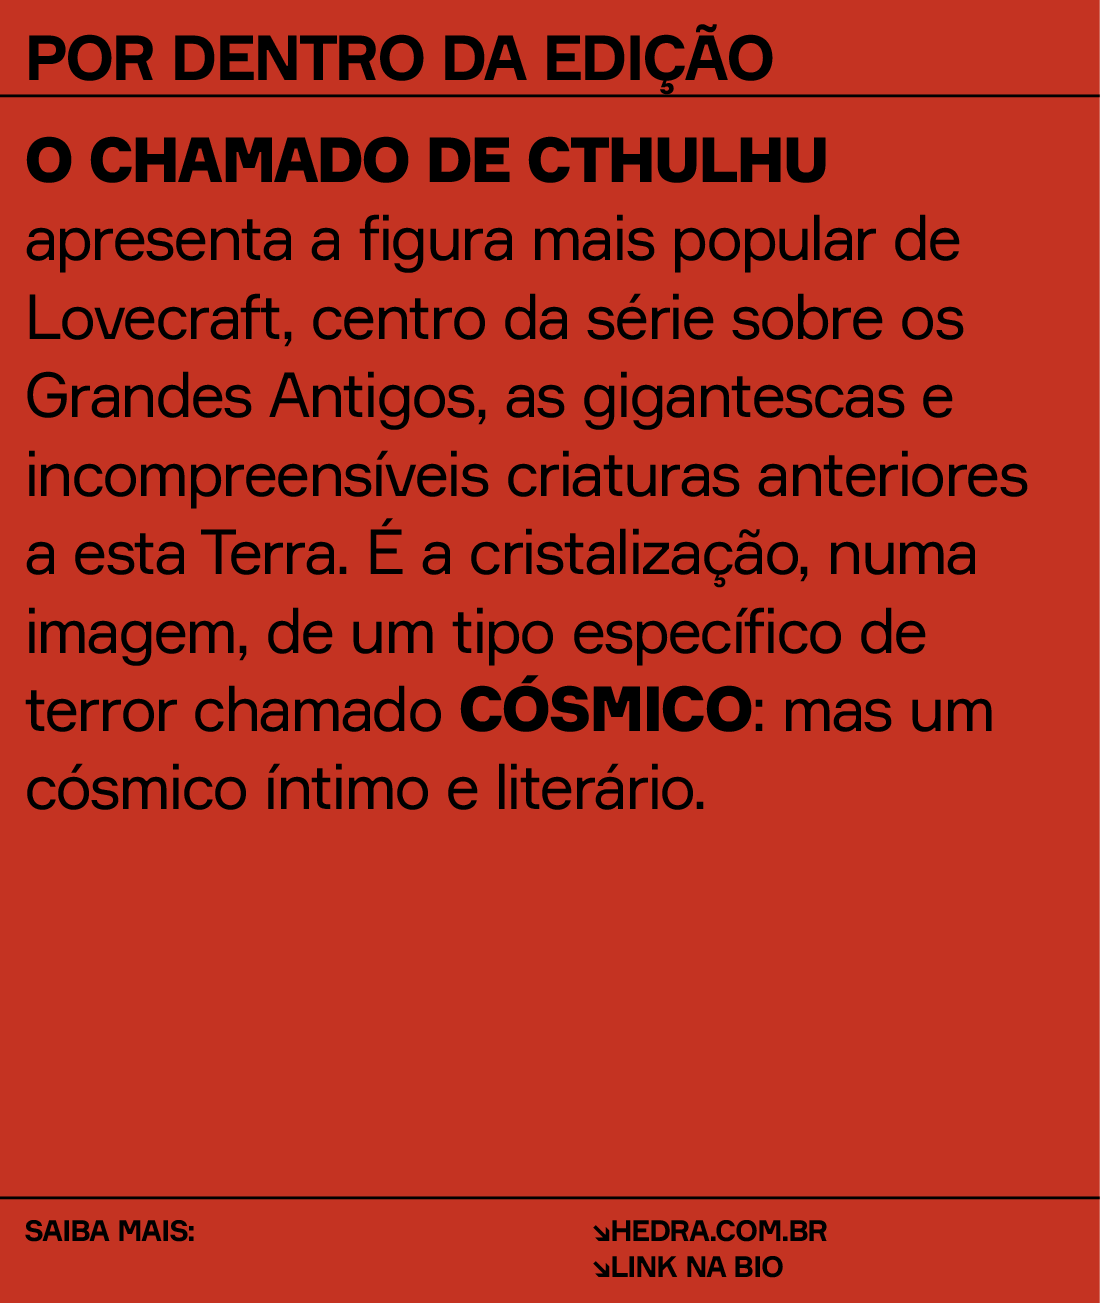 POR DENTRO DA EDIÇÃO
O CHAMADO DE CTHULHU
apresenta a figura mais popular de
Lovecraft, centro da série sobre os
Grandes Antigos, as gigantescas e
incompreensíveis criaturas anteriores
a esta Terra. É a cristalização, numa
imagem, de um tipo específico de
terror chamado CÓSMICO: mas um
cósmico íntimo e literário.
SAIBA MAIS:
↘HEDRA.COM.BR
↘LINK NA BIO